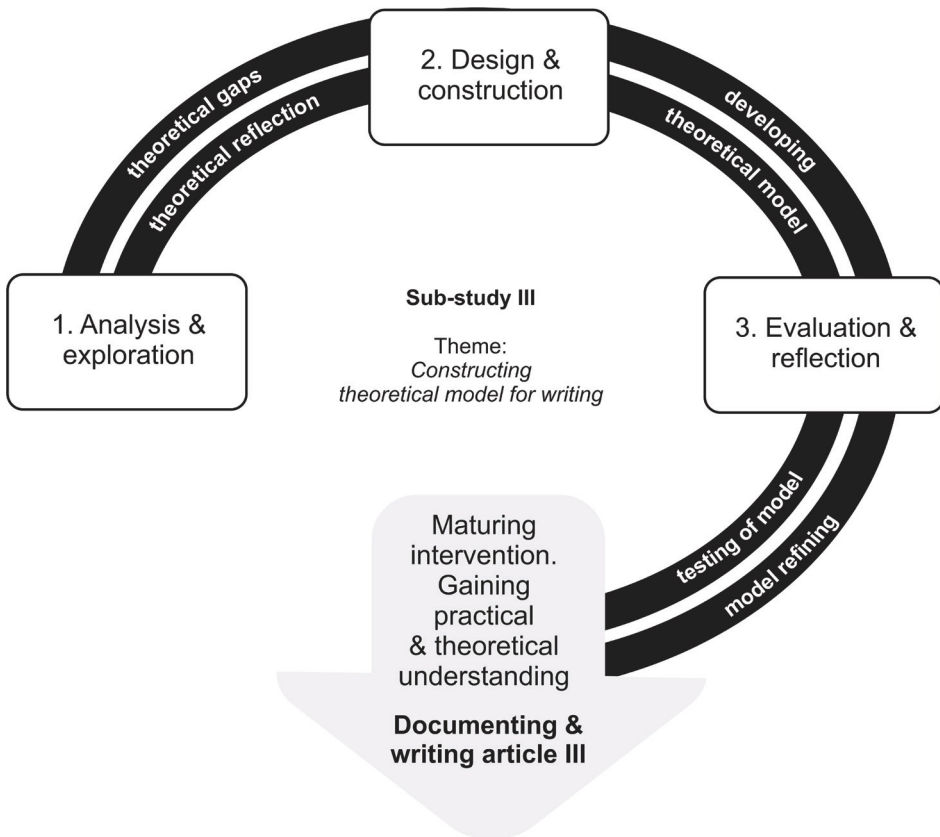 2. Design &
construction
theoretical gaps
theoretical reflection
developing
theoretical model
1. Analysis &
exploration
Sub-study III
Theme:
Constructing
theoretical model for writing
3. Evaluation &
reflection
testing of model
model refining
Maturing
intervention.
Gaining
practical
& theoretical
understanding
Documenting &
writing article III